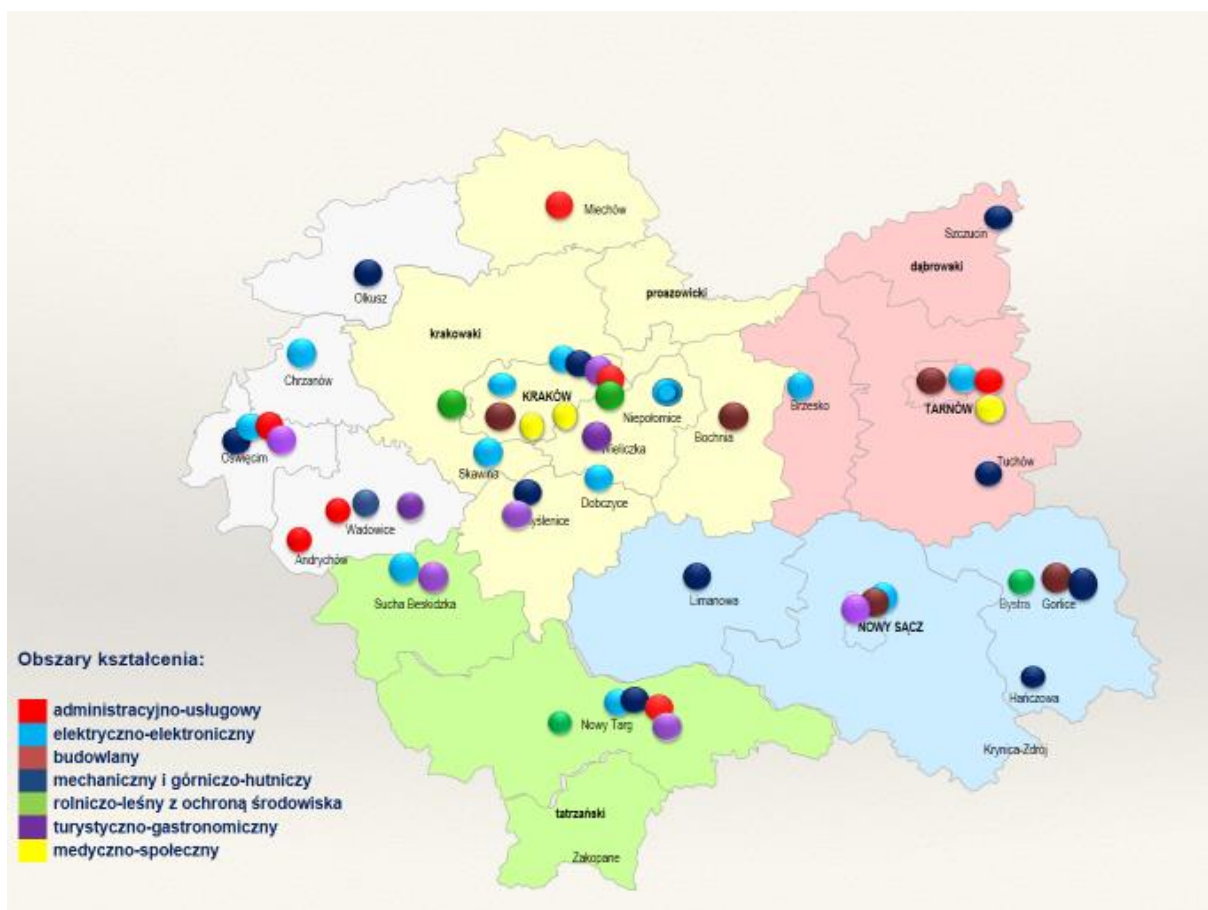 Miechów
Szczucin
dąbrowski
Olkusz
proszowicki
krakowski
Chrzanów
KRAKÓW
Niepołomice
Brzesko
TARNÓW
Bochnia
Wieliczka
Oświęcim
Skawina
Tuchów
Dobczyce
yślenice
Wadowice
Andrychów
Sucha Beskidzka
Limanowa
Bystra
Gorlice
NOWY SĄCZ
Hańczowa
Nowy Targ
Krynica-Zdrój
tatrzański
Zakopane
Obszary kształcenia:
administracyjno-usługowy
elektryczno-elektroniczny
budowlany
mechaniczny i górniczo-hutniczy
rolniczo-leśny z ochroną środowiska
turystyczno-gastronomiczny
medyczno-społeczny